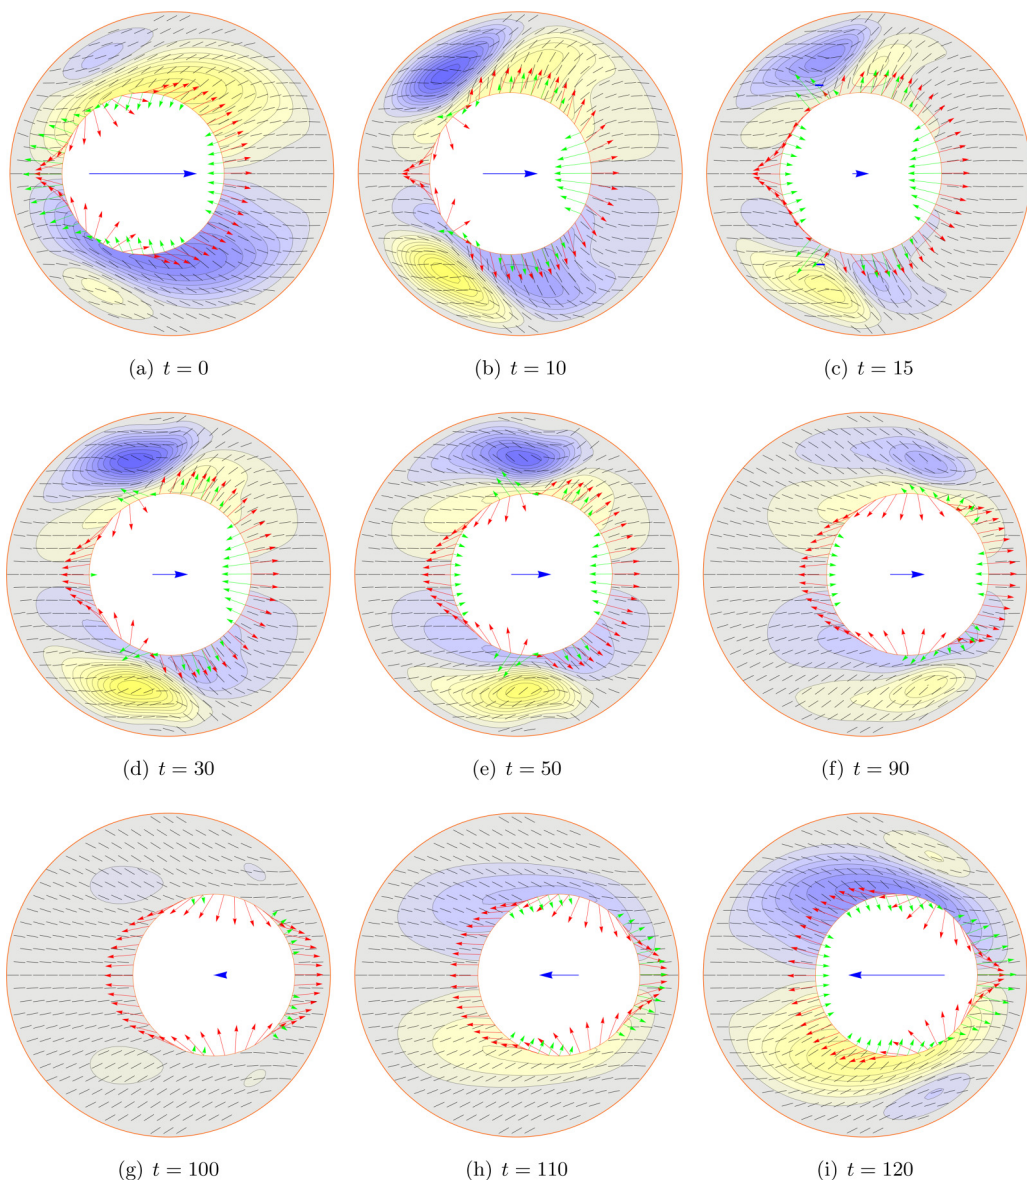 (a) t = 0
(b) t = 10
(c) t = 15
(d) t = 30
(e) t = 50
(f) t = 90
(g) t = 100
(h) t = 110
(i) t = 120